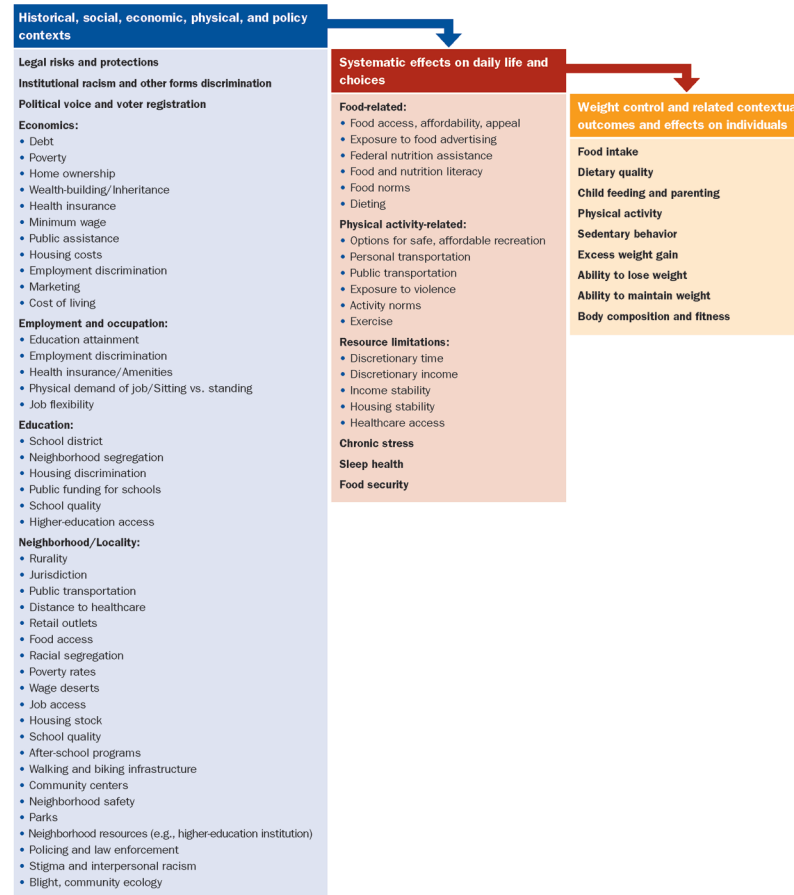 Historical, social, economic, physical, and policy
contexts
Legal risks and protections
Institutional racism and other forms discrimination
Political voice and voter registration
Economics:
• Debt
• Poverty
• Home ownership
• Wealth-building/Inheritance
• Health insurance
• Minimum wage
• Public assistance
• Housing costs
• Employment discrimination
• Marketing
• Cost of living
Employment and occupation:
• Education attainment
• Employment discrimination
• Health insurance/Amenities
• Physical demand of job/Sitting vs. standing
• Job flexibility
Education:
• School district
• Neighborhood segregation
• Housing discrimination
• Public funding for schools
• School quality
• Higher-education access
Neighborhood/Locality:
• Rurality
• Jurisdiction
• Public transportation
• Distance to healthcare
• Retail outlets
• Food access
• Racial segregation
• Poverty rates
• Wage deserts
• Job access
• Housing stock
• School quality
• After-school programs
• Walking and biking infrastructure
• Community centers
• Neighborhood safety
• Parks
• Neighborhood resources (e.g., higher-education institution)
• Policing and law enforcement
• Stigma and interpersonal racism
• Blight, community ecology
Systematic effects on daily life and
choices
Food-related:
• Food access, affordability, appeal
• Exposure to food advertising
• Federal nutrition assistance
• Food and nutrition literacy
• Food norms
• Dieting
Physical activity-related:
• Options for safe, affordable recreation
• Personal transportation
• Public transportation
• Exposure to violence
• Activity norms
• Exercise
Resource limitations:
• Discretionary time
• Discretionary income
• Income stability
• Housing stability
• Healthcare access
Chronic stress
Sleep health
Food security
Weight control and related contextua
outcomes and effects on individuals
Food intake
Dietary quality
Child feeding and parenting
Physical activity
Sedentary behavior
Excess weight gain
Ability to lose weight
Ability to maintain weight
Body composition and fitness